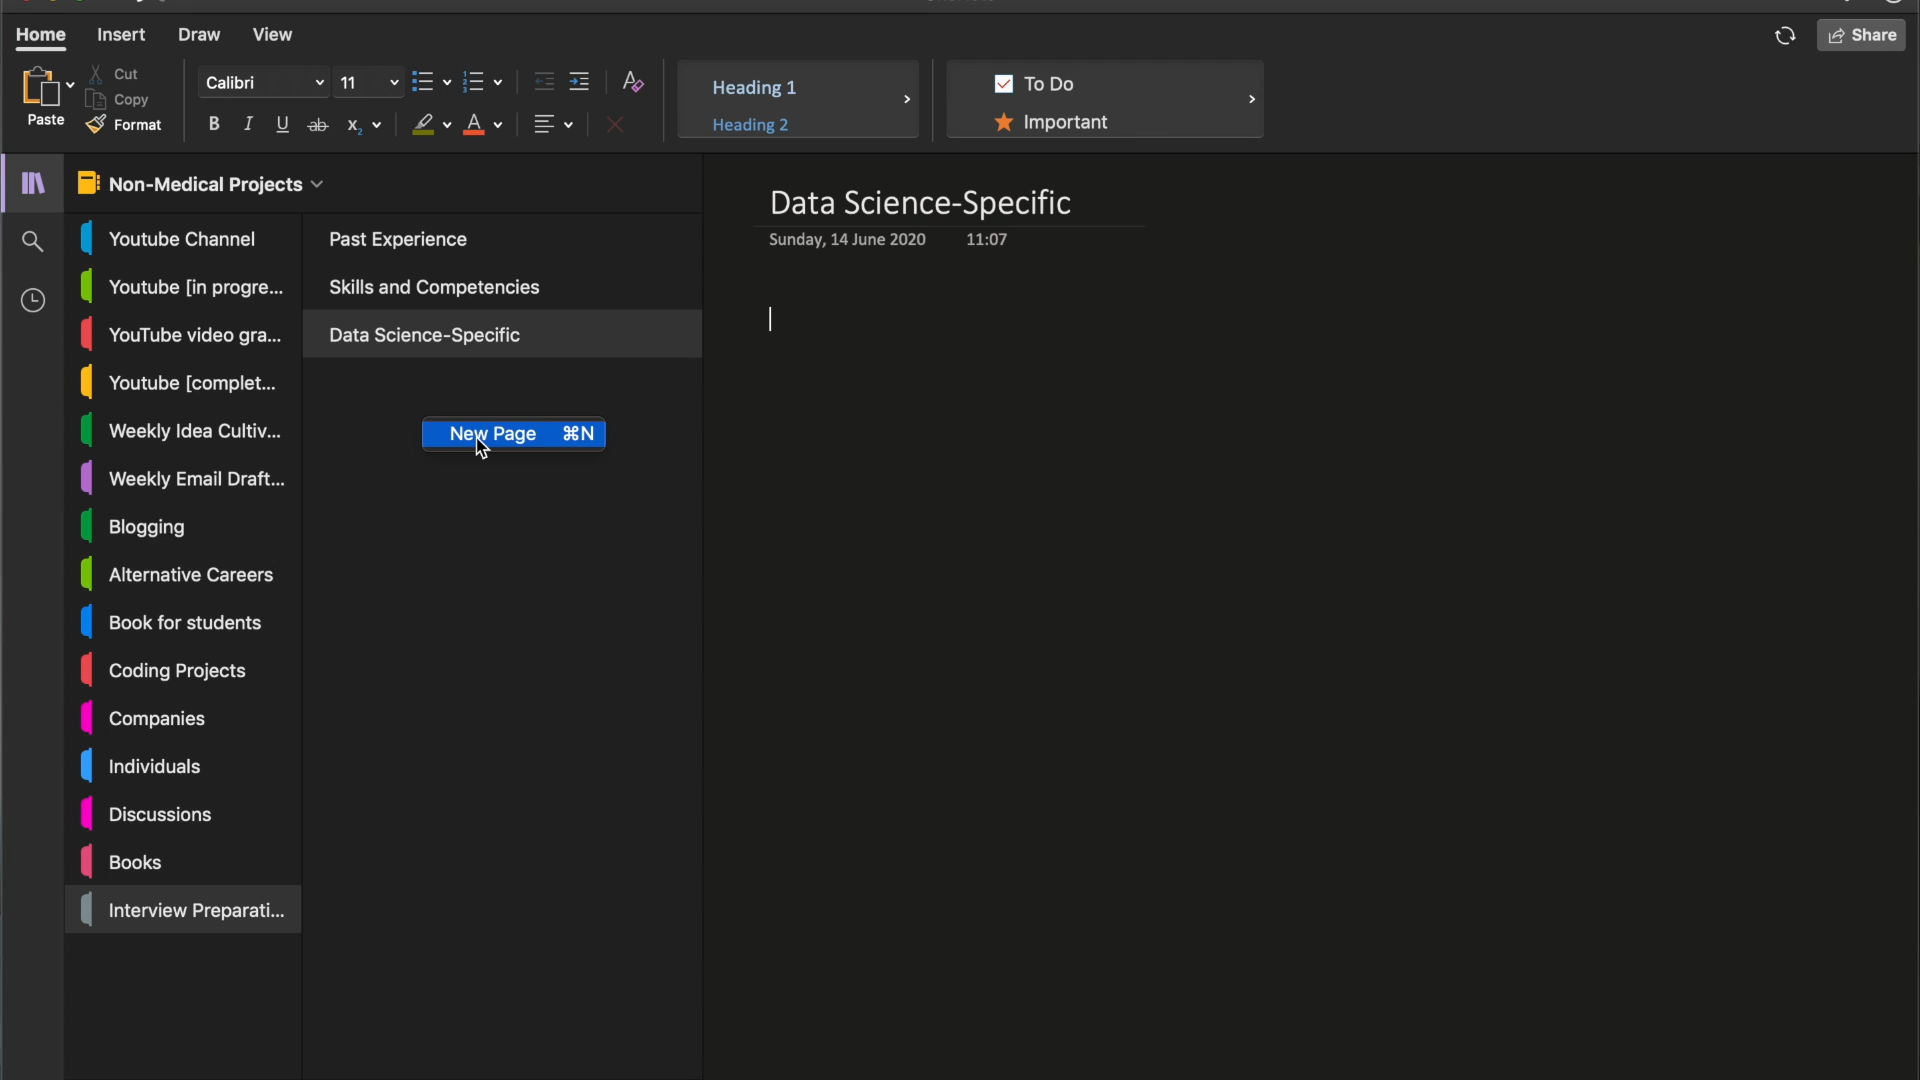 Home Insert Draw View
Share
Paste
Cut
Copy
Format
Calibri 11
B I U ab x₂ A
Heading 1
Heading 2
To Do
Important
Non-Medical Projects
Youtube Channel
Youtube [in progre...
YouTube video gra...
Youtube [complet...
Weekly Idea Cultiv...
Weekly Email Draft...
Blogging
Alternative Careers
Book for students
Coding Projects
Companies
Individuals
Discussions
Books
Interview Preparati...
Past Experience
Skills and Competencies
Data Science-Specific
New Page ⌘N
Data Science-Specific
Sunday, 14 June 2020 11:07